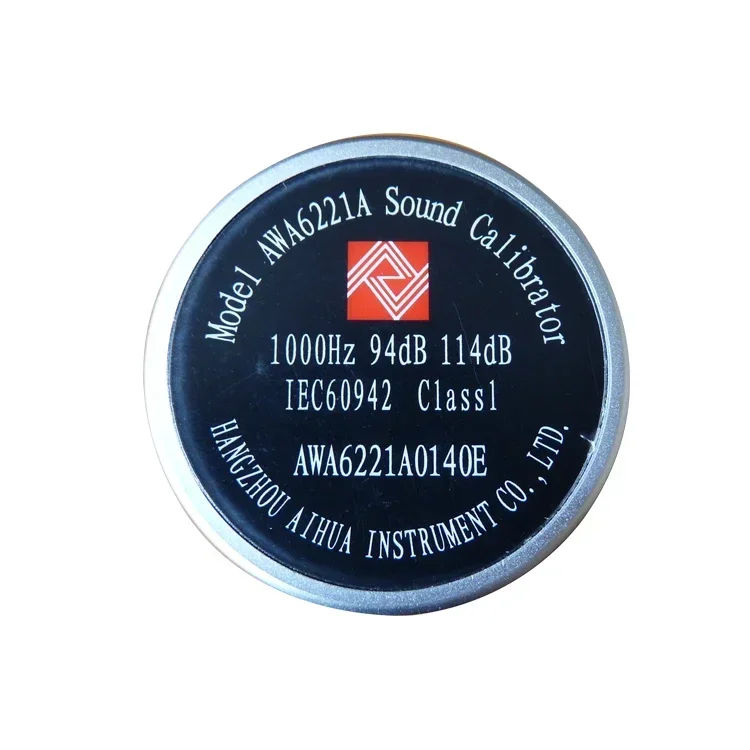 Model AWA6221A Sound Calibrator
1000Hz 94dB 114dB
IEC60942 Class1
AWA6221A0140E
HANGZHOU AIHUA INSTRUMENT CO.,LTD.